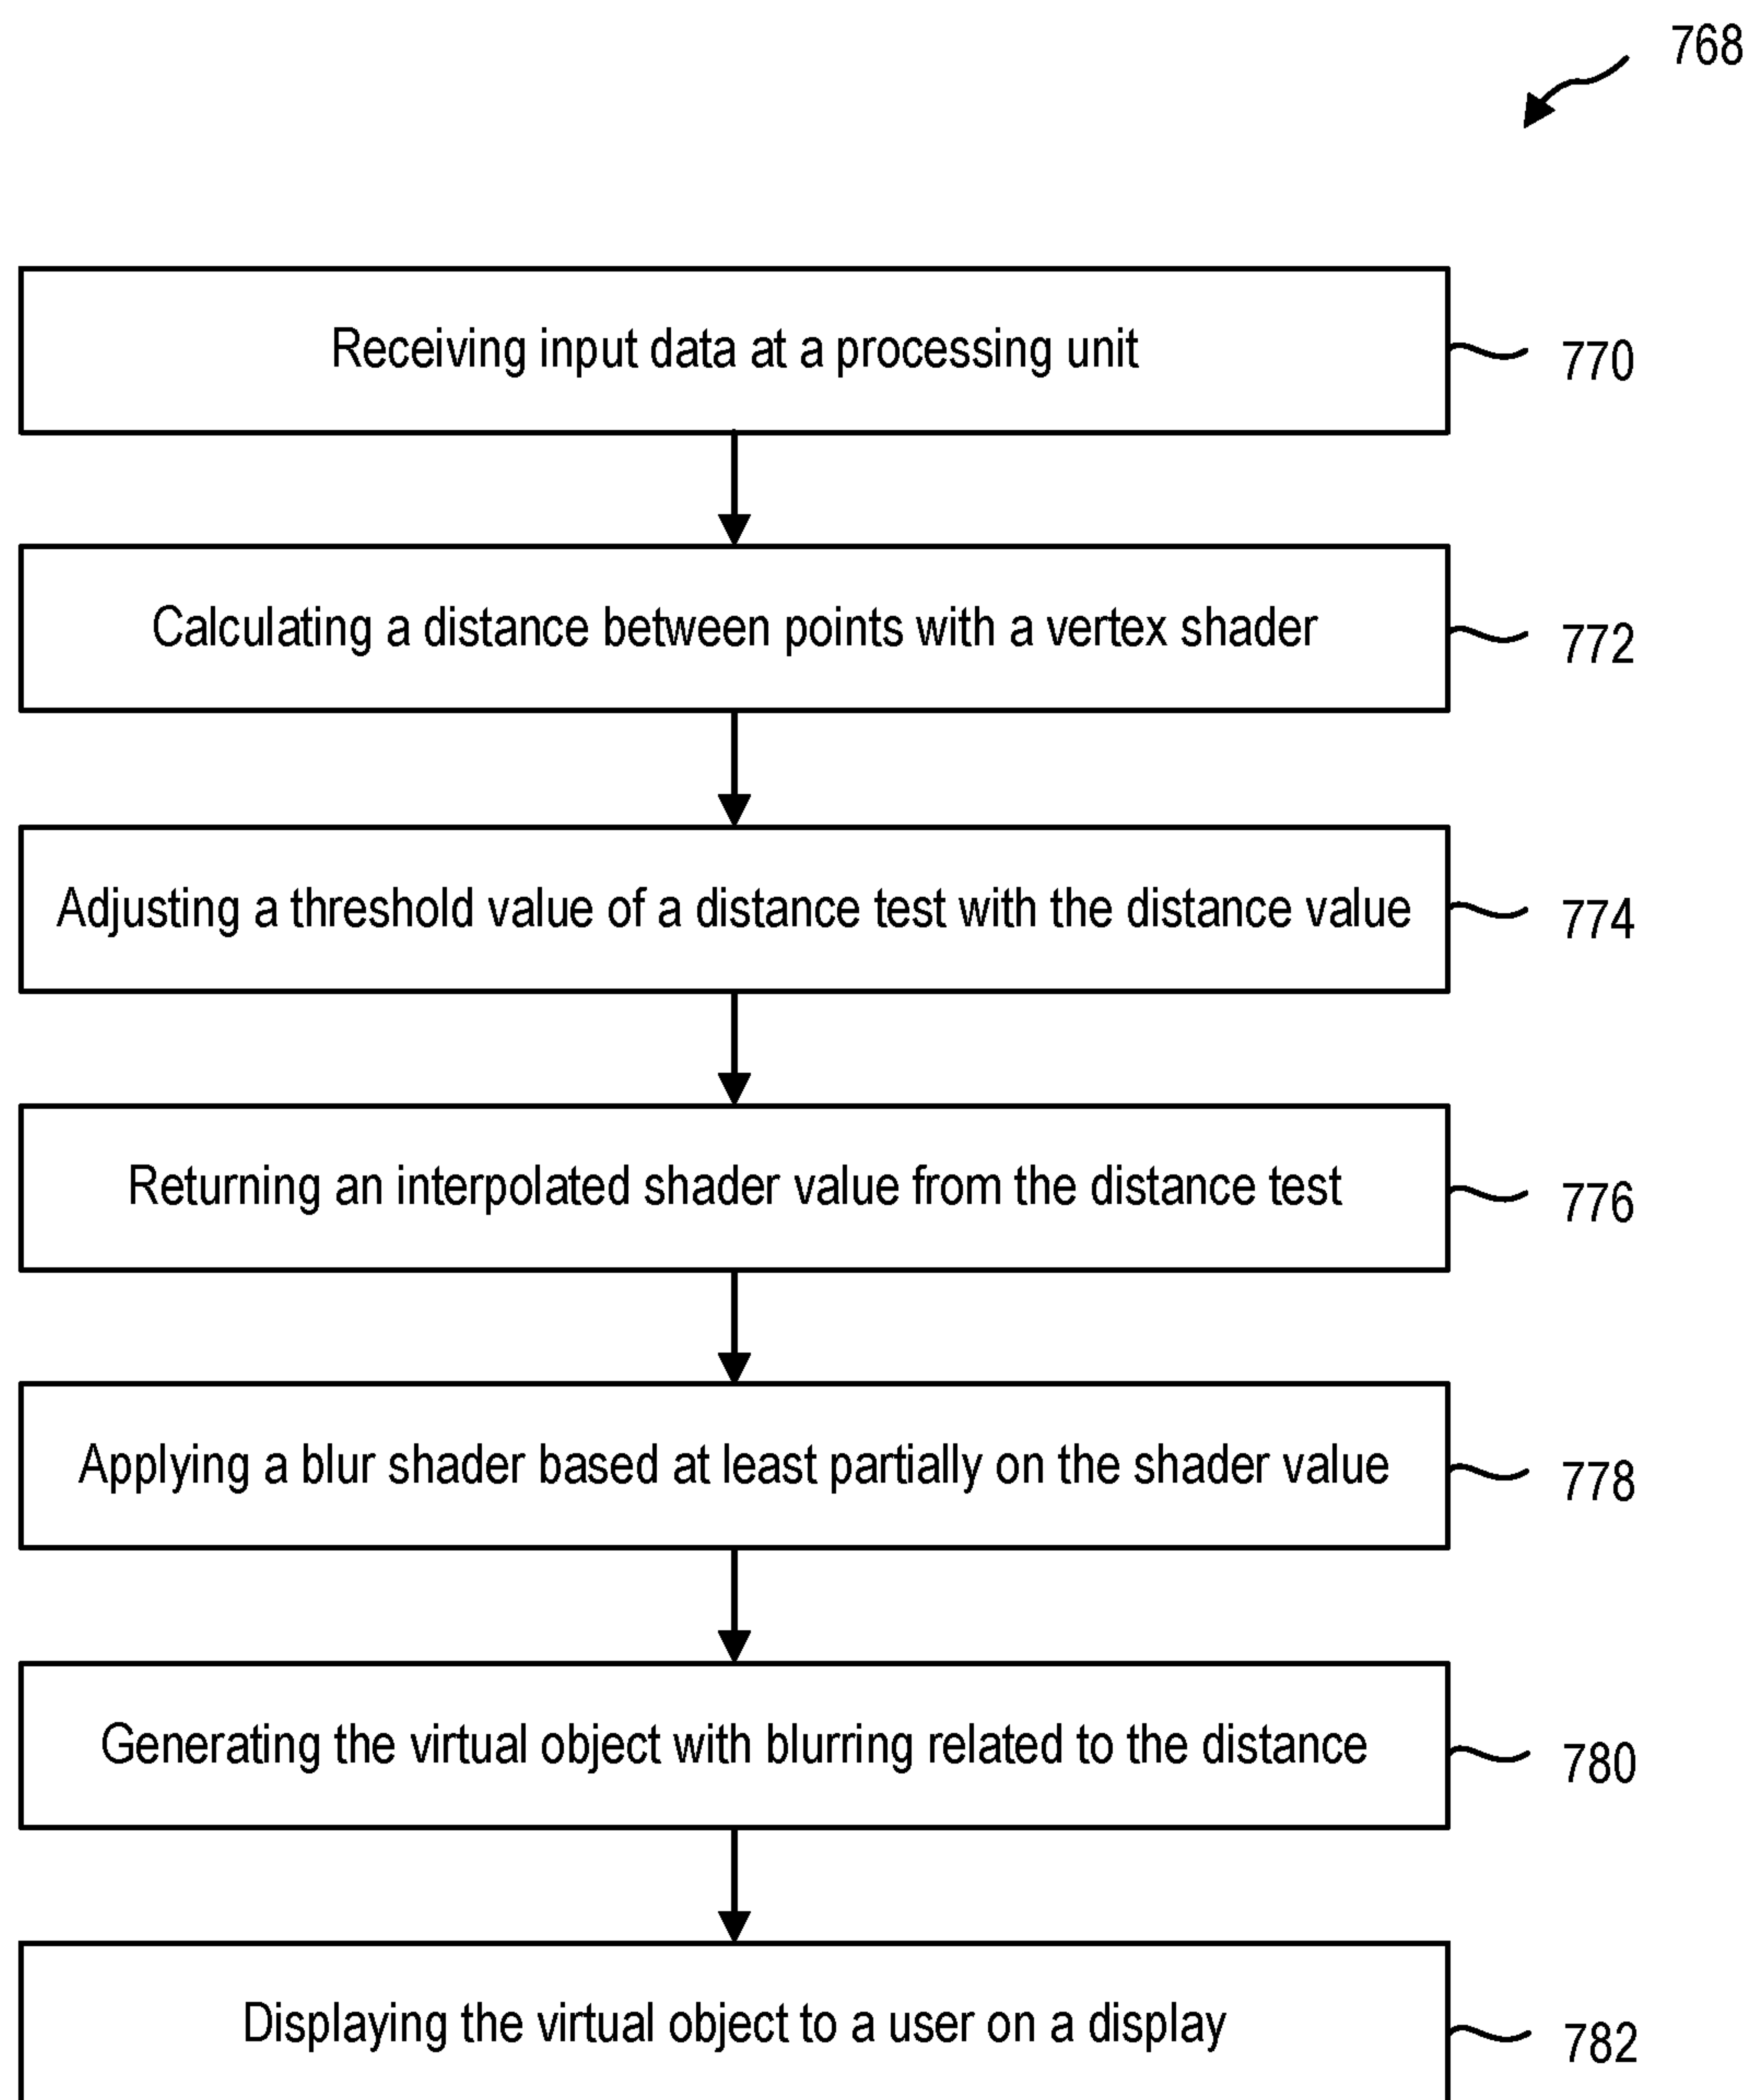 768
Receiving input data at a processing unit
770
Calculating a distance between points with a vertex shader
772
Adjusting a threshold value of a distance test with the distance value
774
Returning an interpolated shader value from the distance test
776
Applying a blur shader based at least partially on the shader value
778
Generating the virtual object with blurring related to the distance
780
Displaying the virtual object to a user on a display
782